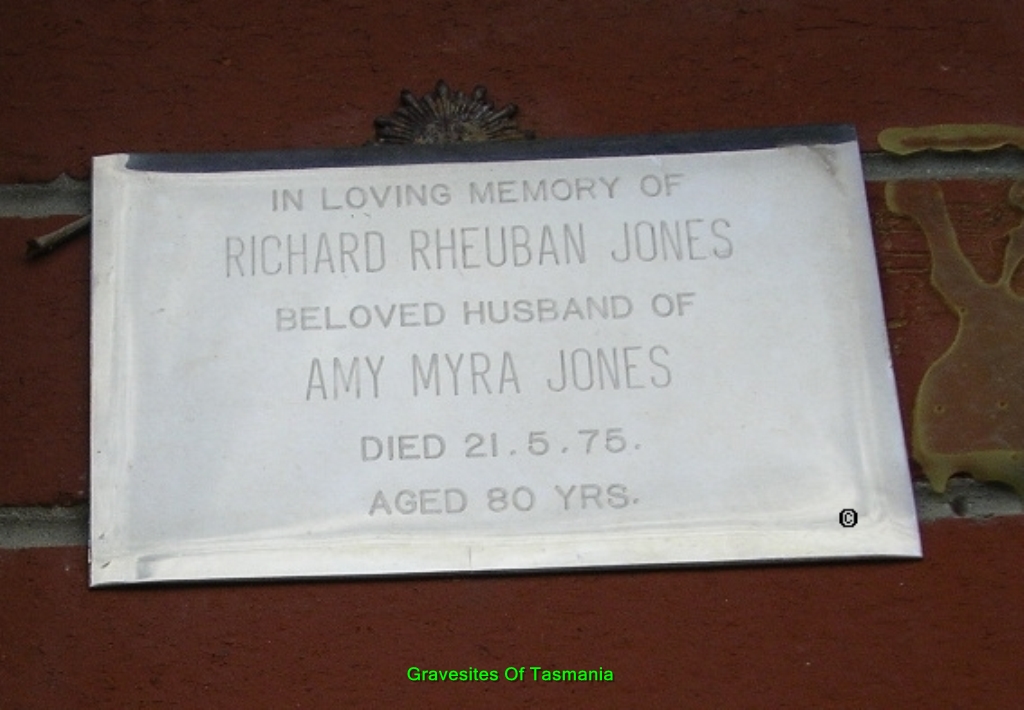 IN LOVING MEMORY OF
RICHARD RHEUBAN JONES
BELOVED HUSBAND OF
AMY MYRA JONES
DIED 21.5.75.
AGED 80 YRS.
©
Gravesites Of Tasmania